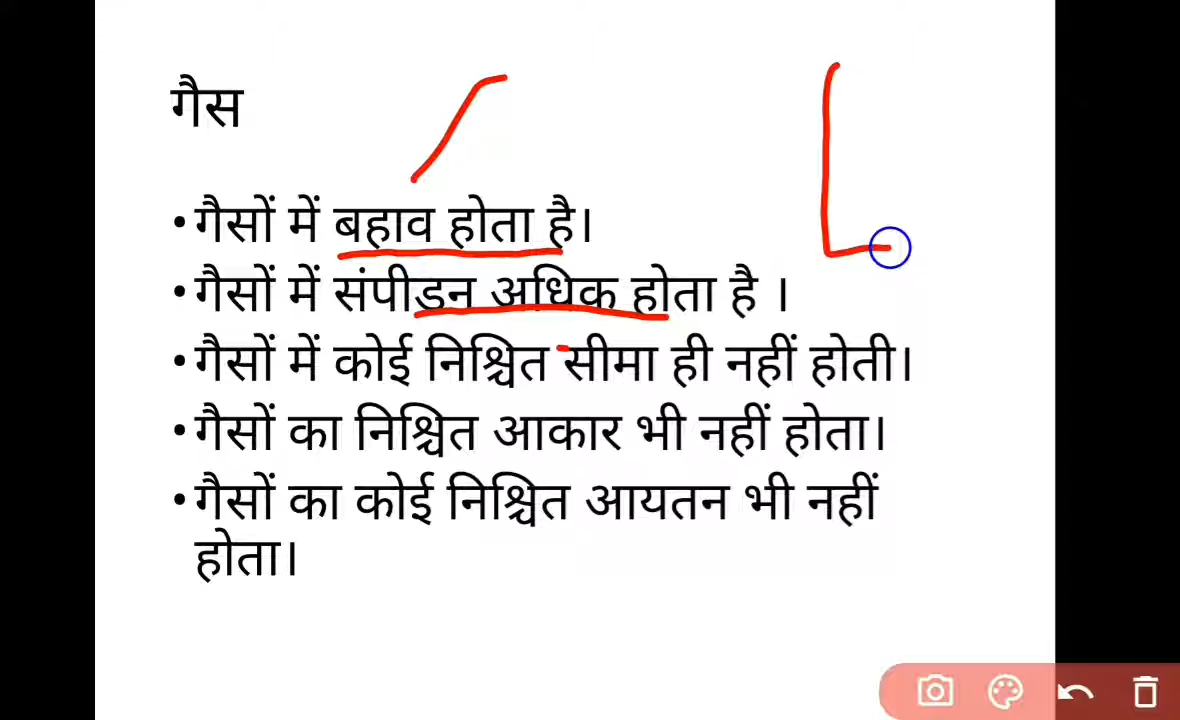 गैस
•गैसों में बहाव होता है।
•गैसों में संपीडन अधिक होता है ।
•गैसों में कोई निश्चित सीमा ही नहीं होती।
•गैसों का निश्चित आकार भी नहीं होता।
•गैसों का कोई निश्चित आयतन भी नहीं
होता।